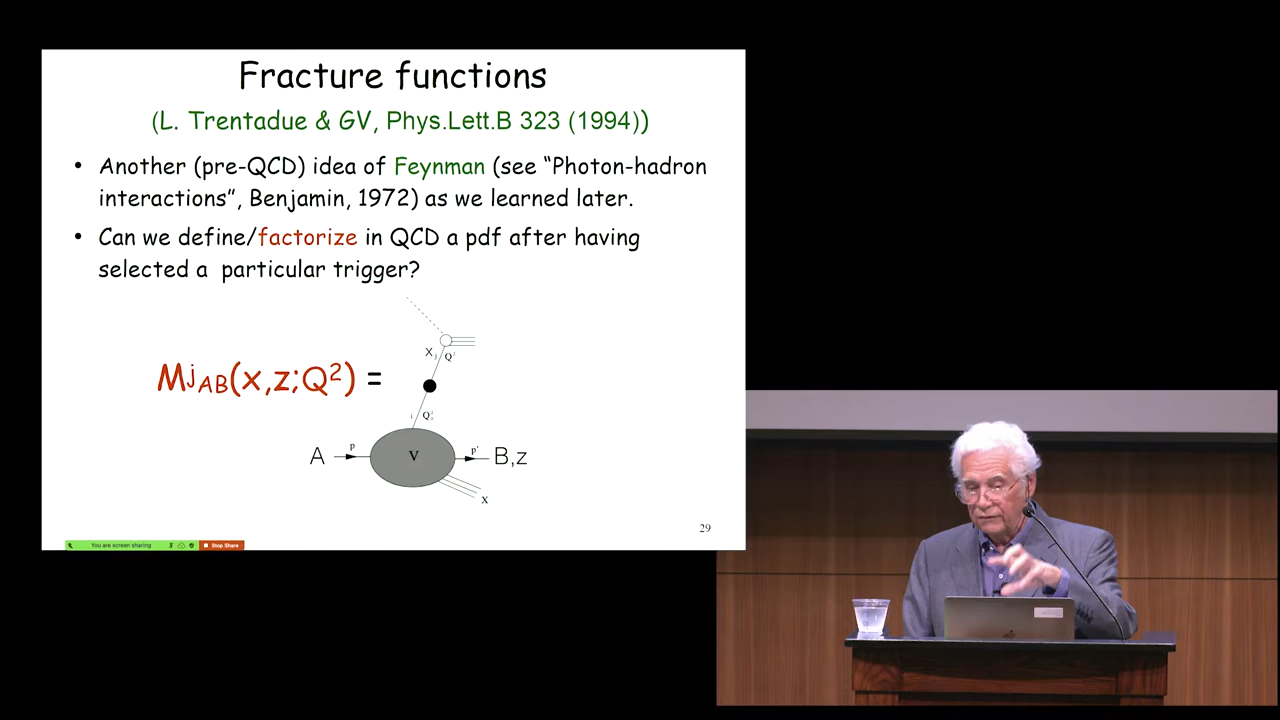 Fracture functions
(L. Trentadue & GV, Phys.Lett.B 323 (1994))
• Another (pre-QCD) idea of Feynman (see “Photon-hadron
interactions”, Benjamin, 1972) as we learned later.
• Can we define/factorize in QCD a pdf after having
selected a particular trigger?
X j Q²
MʲAB(x,z;Q²) =
i Q₀²
A p V p' B,z
X
29
You are screen sharing Stop Share